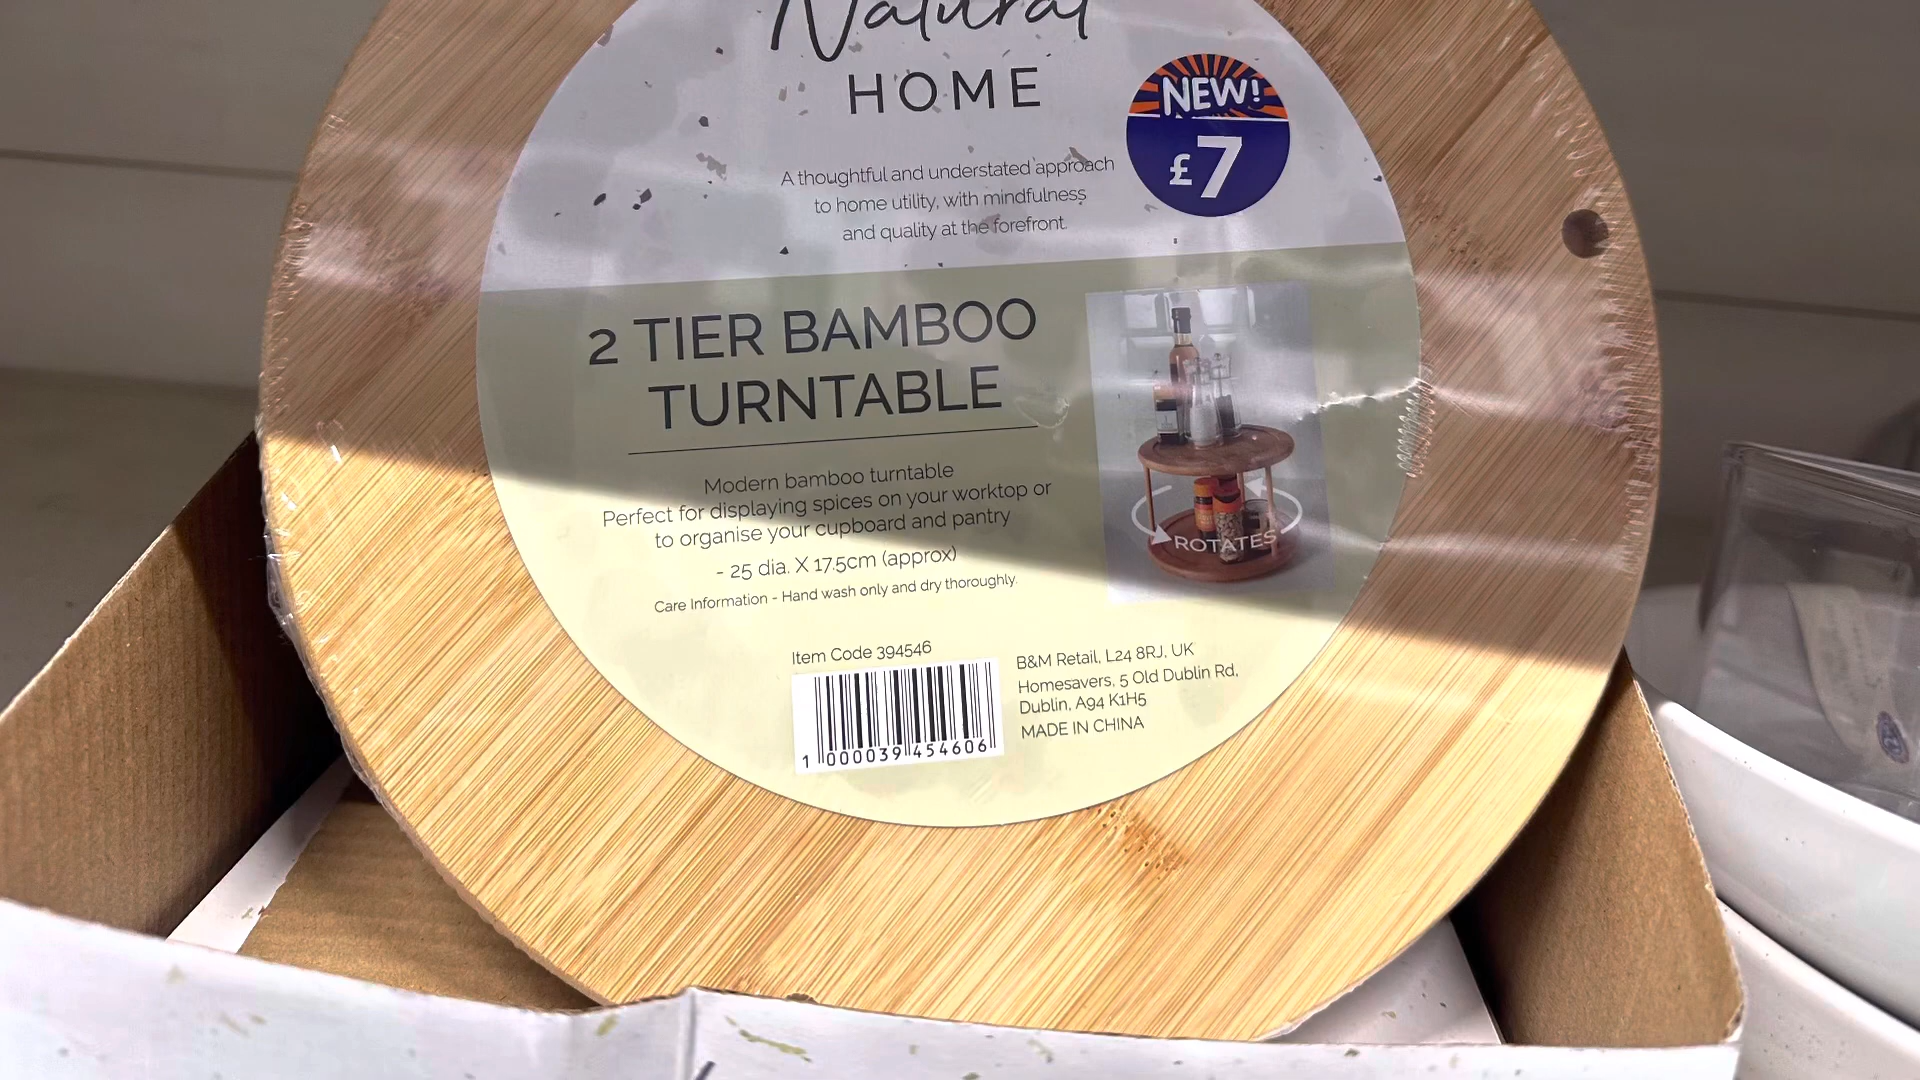 Natural
HOME
NEW!
£7
A thoughtful and understated approach
to home utility, with mindfulness
and quality at the forefront.
2 TIER BAMBOO
TURNTABLE
Modern bamboo turntable
Perfect for displaying spices on your worktop or
to organise your cupboard and pantry
- 25 dia. X 17.5cm (approx)
Care Information - Hand wash only and dry thoroughly.
ROTATES
Item Code 394546
1 000039 454606
B&M Retail, L24 8RJ, UK
Homesavers, 5 Old Dublin Rd,
Dublin, A94 K1H5
MADE IN CHINA